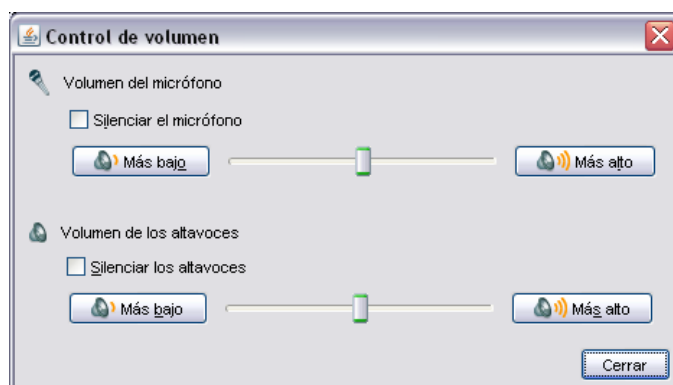 Control de volumen
Volumen del micrófono
Silenciar el micrófono
Más bajo
Más alto
Volumen de los altavoces
Silenciar los altavoces
Más bajo
Más alto
Cerrar